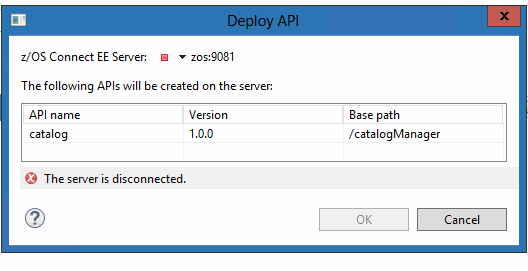 Deploy API
x
z/OS Connect EE Server: zos:9081
The following APIs will be created on the server:
API name Version Base path
catalog 1.0.0 /catalogManager
The server is disconnected.
? OK Cancel